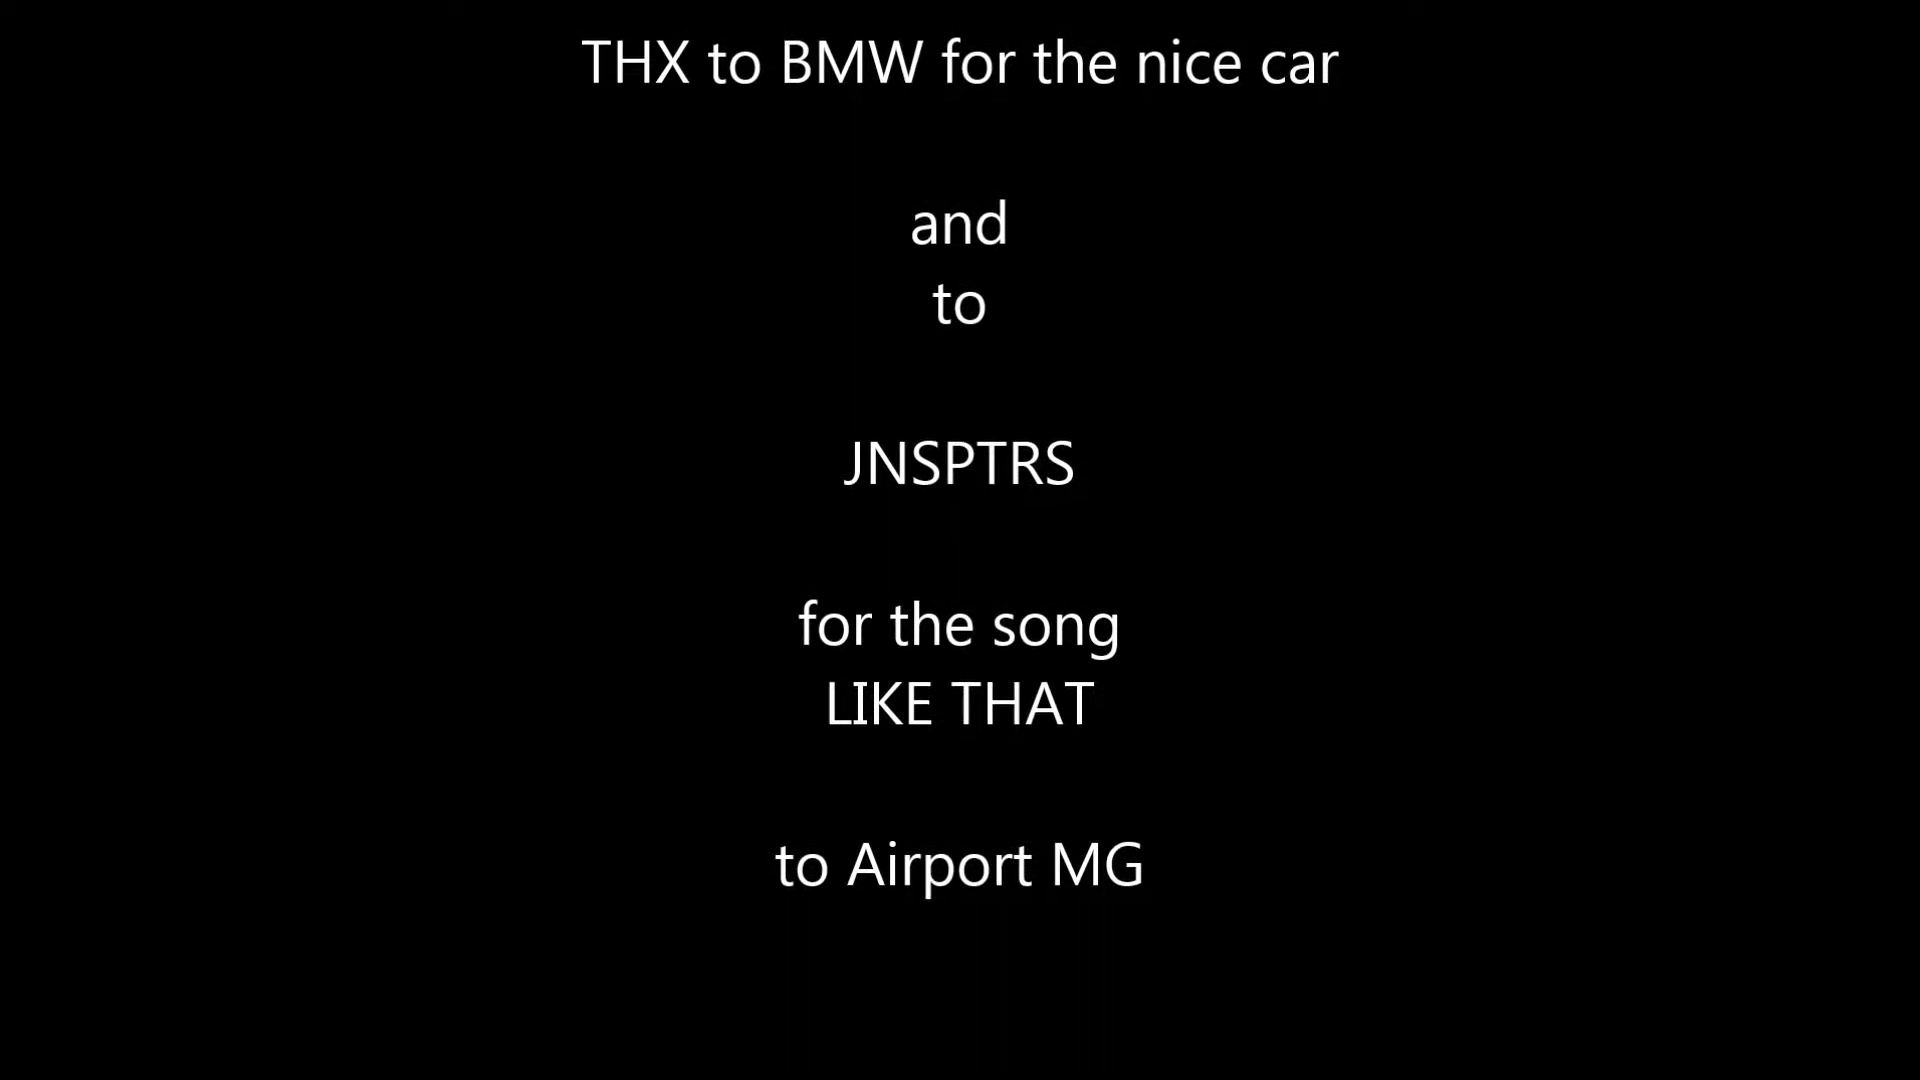 THX to BMW for the nice car
and
to
JNSPTRS
for the song
LIKE THAT
to Airport MG